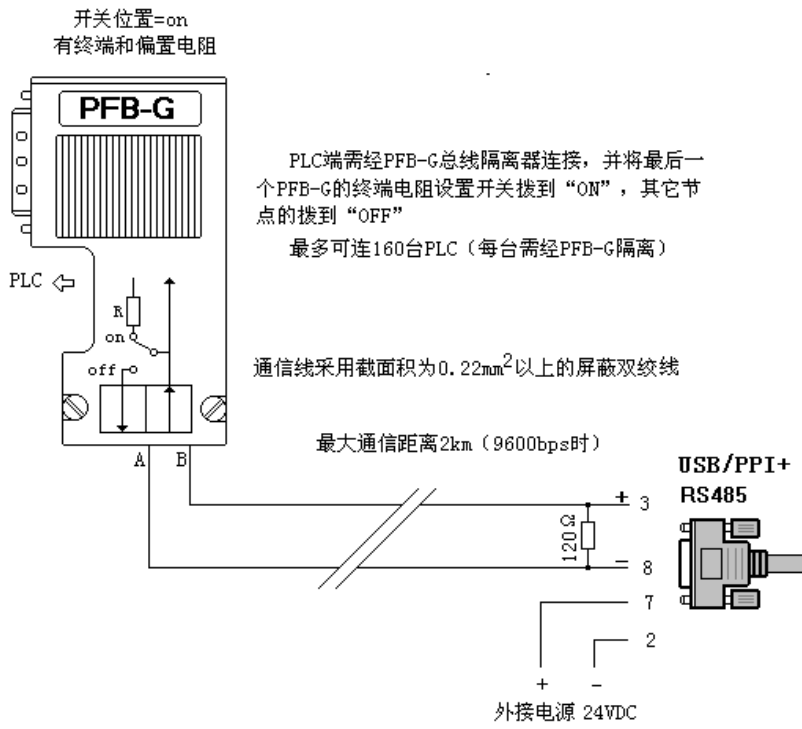 开关位置=on
有终端和偏置电阻
PFB-G
PLC端需经PFB-G总线隔离器连接，并将最后一
个PFB-G的终端电阻设置开关拨到“ON”，其它节
点的拨到“OFF”
最多可连160台PLC（每台需经PFB-G隔离）
PLC
R
on
off
通信线采用截面积为0.22mm²以上的屏蔽双绞线
最大通信距离2km（9600bps时）
A B
USB/PPI+
RS485
+ 3
120Ω
- 8
7
2
+ -
外接电源 24VDC